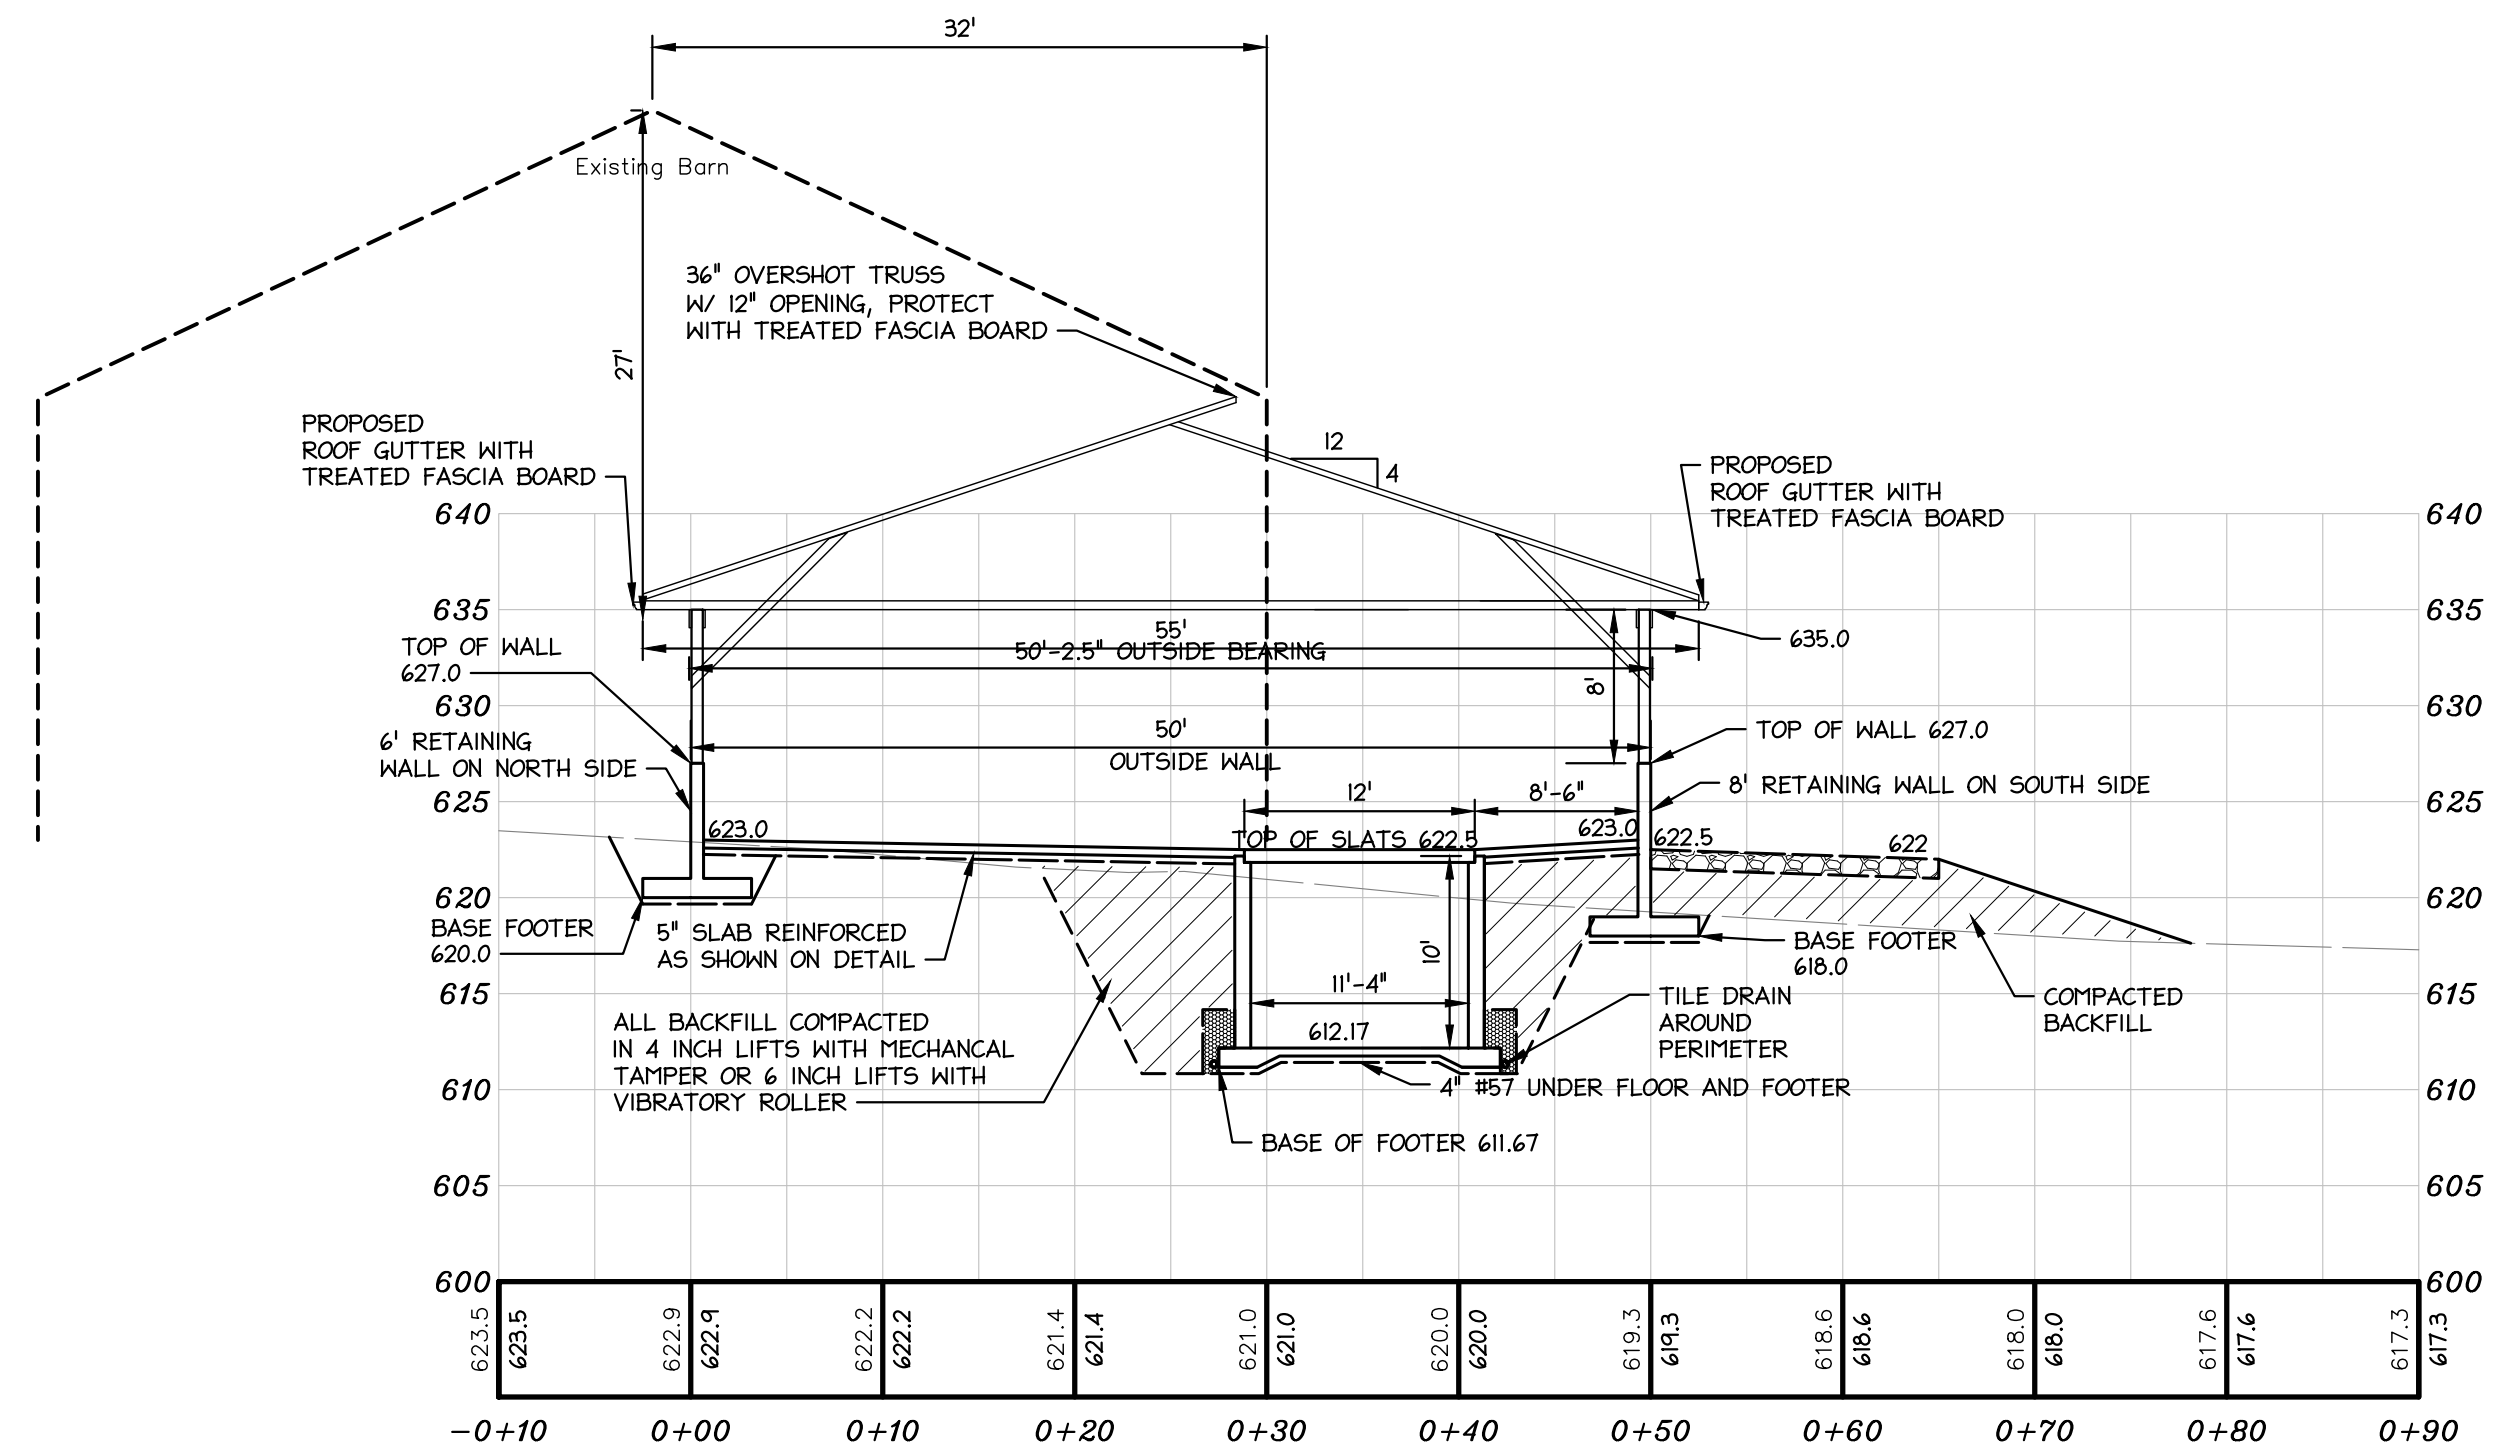 32'
Existing Barn
36" OVERSHOT TRUSS
W/ 12" OPENING, PROTECT
WITH TREATED FASCIA BOARD
27'
PROPOSED
ROOF GUTTER WITH
TREATED FASCIA BOARD
12
4
PROPOSED
ROOF GUTTER WITH
TREATED FASCIA BOARD
640
640
635
635
TOP OF WALL
627.0
55'
50'-2.5" OUTSIDE BEARING
635.0
8'
630
630
50'
OUTSIDE WALL
TOP OF WALL 627.0
6' RETAINING
WALL ON NORTH SIDE
8' RETAINING WALL ON SOUTH SIDE
625
625
12'
8'-6"
623.0
TOP OF SLATS 622.5
623.0
622.5
622
620
620
BASE FOOTER
620.0
5" SLAB REINFORCED
AS SHOWN ON DETAIL
10'
BASE FOOTER
618.0
11'-4"
615
615
TILE DRAIN
AROUND
PERIMETER
COMPACTED
BACKFILL
ALL BACKFILL COMPACTED
IN 4 INCH LIFTS WITH MECHANCAL
TAMPER OR 6 INCH LIFTS WITH
VIBRATORY ROLLER
612.17
610
610
4" #57 UNDER FLOOR AND FOOTER
BASE OF FOOTER 611.67
605
605
600
600
623.5
623.5
622.9
622.9
622.2
622.2
621.4
621.4
621.0
621.0
620.0
620.0
619.3
619.3
618.6
618.6
618.0
618.0
617.6
617.6
617.3
617.3
-0+10
0+00
0+10
0+20
0+30
0+40
0+50
0+60
0+70
0+80
0+90